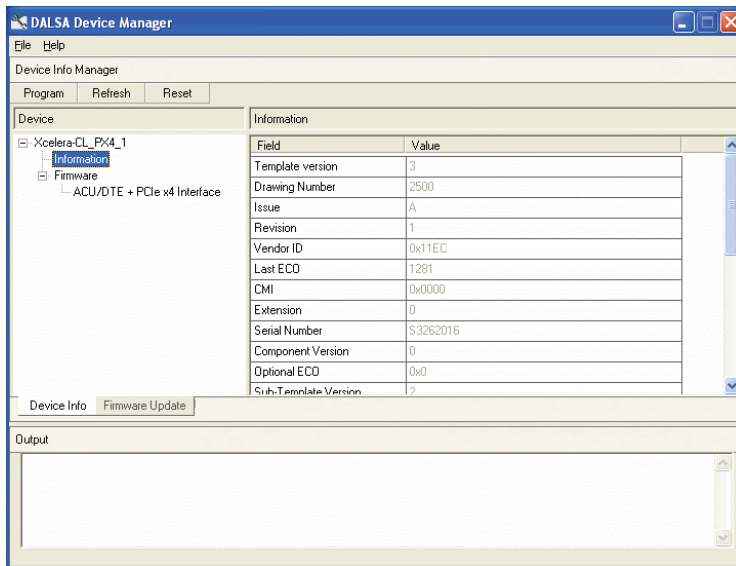 DALSA Device Manager
File Help
Device Info Manager
Program Refresh Reset
Device Information
Xcelera-CL_PX4_1
Information
Firmware
ACU/DTE + PCIe x4 Interface
Field Value
Template version 3
Drawing Number 2500
Issue A
Revision 1
Vendor ID 0x11EC
Last ECO 1281
CMI 0x0000
Extension 0
Serial Number S3262016
Component Version 0
Optional ECO 0x0
Sub-Template Version 2
Device Info Firmware Update
Output